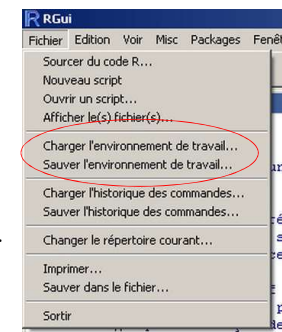 RGui
Fichier Edition Voir Misc Packages
Sourcer du code R...
Nouveau script
Ouvrir un script...
Afficher le(s) fichier(s)...
Charger l'environnement de travail...
Sauver l'environnement de travail...
Charger l'historique des commandes...
Sauver l'historique des commandes...
Changer le répertoire courant...
Imprimer...
Sauver dans le fichier...
Sortir